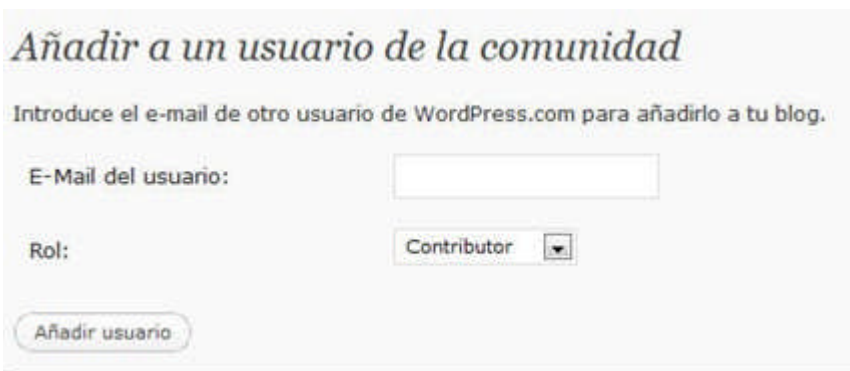 Añadir a un usuario de la comunidad
Introduce el e-mail de otro usuario de WordPress.com para añadirlo a tu blog.
E-Mail del usuario:
Rol: Contributor
Añadir usuario